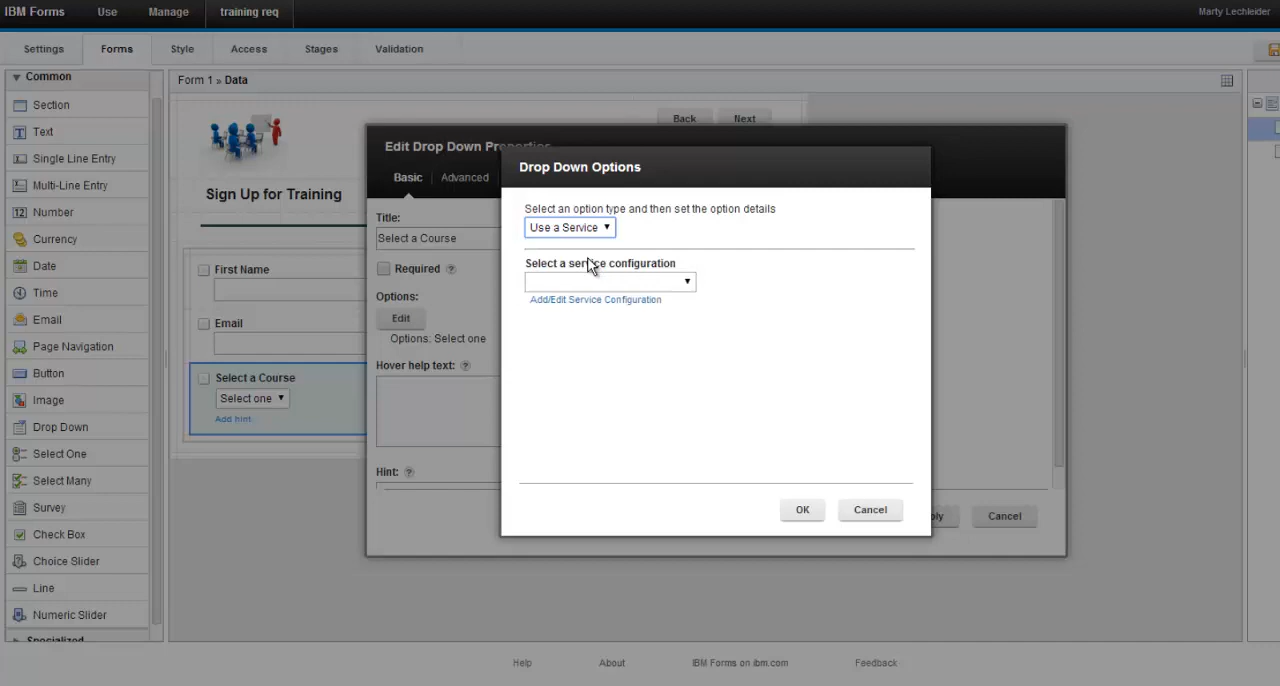 IBM Forms Use Manage training req Marty Lechleider
Settings Forms Style Access Stages Validation
Common
Section
Text
Single Line Entry
Multi-Line Entry
Number
Currency
Date
Time
Email
Page Navigation
Button
Image
Drop Down
Select One
Select Many
Survey
Check Box
Choice Slider
Line
Numeric Slider
Specialized
Form 1 » Data
Back Next
Sign Up for Training
First Name
Email
Select a Course
Select one
Add hint
Edit Drop Down Properties
Basic Advanced
Title:
Select a Course
Required ?
Options:
Edit
Options: Select one
Hover help text: ?
Hint: ?
Cancel
Drop Down Options
Select an option type and then set the option details
Use a Service
Select a service configuration
Add/Edit Service Configuration
OK Cancel
Help About IBM Forms on ibm.com Feedback